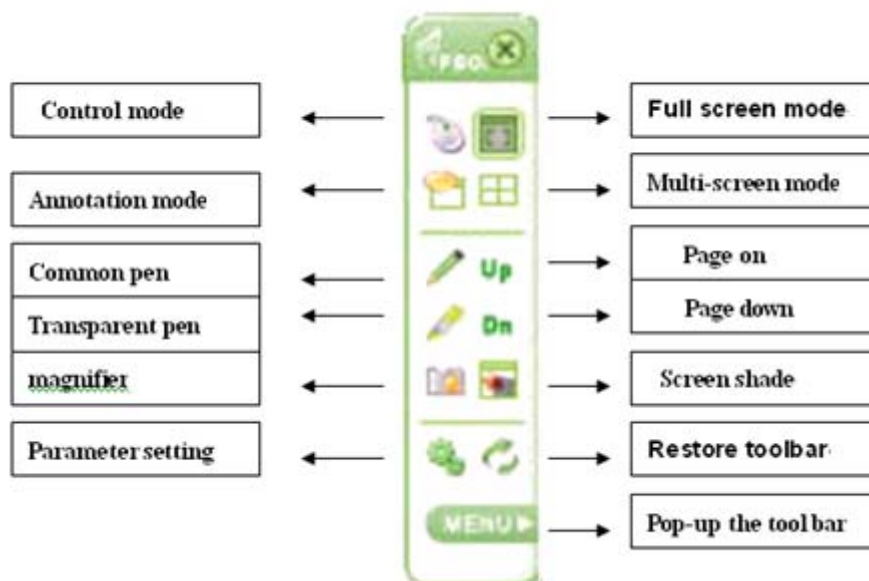 Control mode
Full screen mode
Annotation mode
Multi-screen mode
Common pen
Up
Page on
Transparent pen
Dn
Page down
magnifier
Screen shade
Parameter setting
Restore toolbar
MENU
Pop-up the tool bar